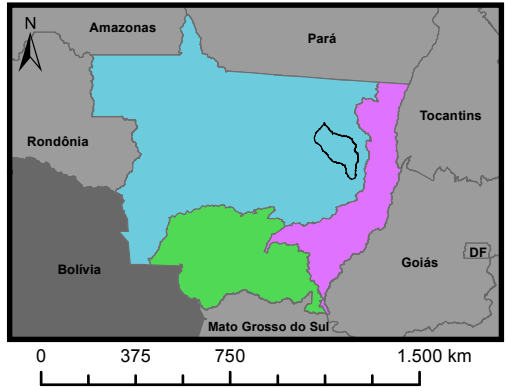 N
Amazonas
Pará
Tocantins
Rondônia
Bolívia
Goiás
DF
Mato Grosso do Sul
0 375 750 1.500 km